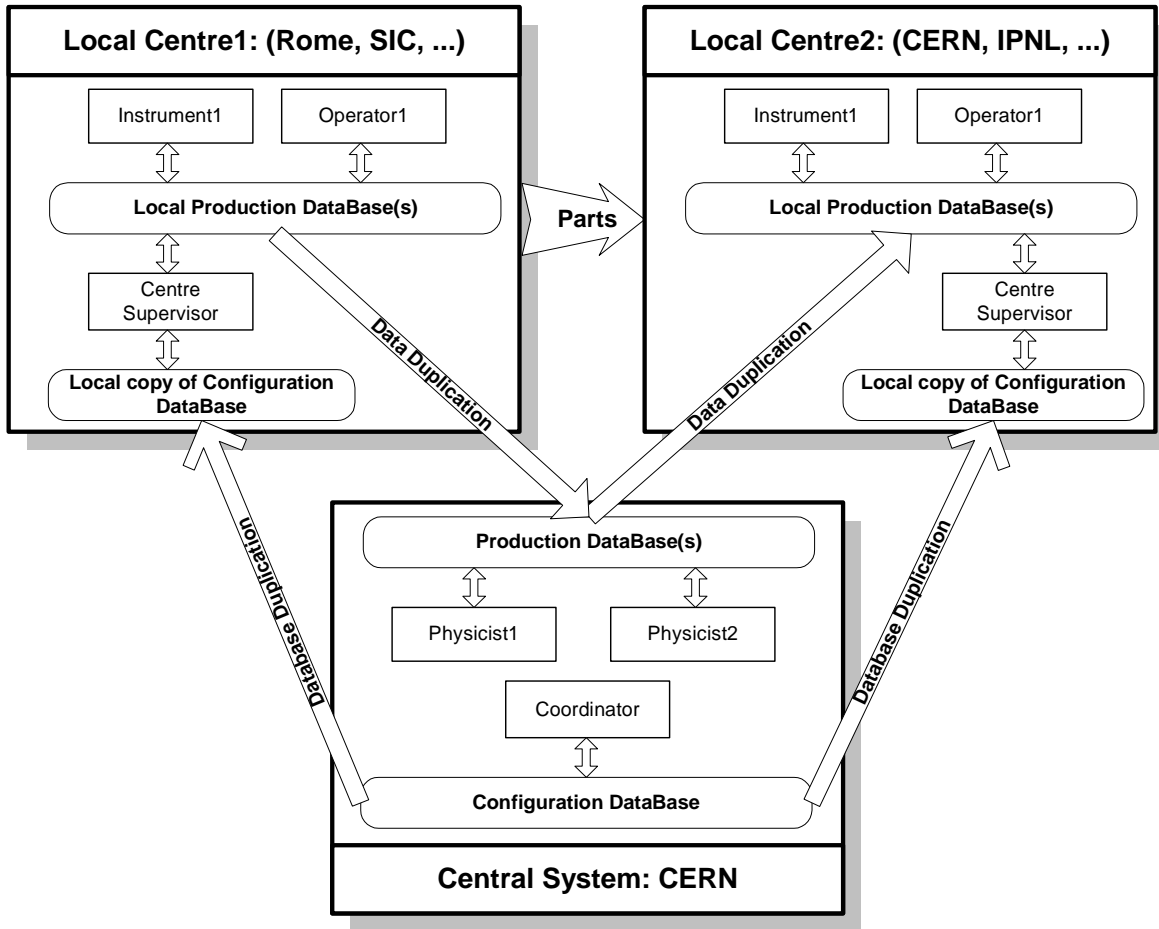 Local Centre1: (Rome, SIC, ...)
Instrument1
Operator1
Local Production DataBase(s)
Centre
Supervisor
Local copy of Configuration
DataBase
Parts
Local Centre2: (CERN, IPNL, ...)
Instrument1
Operator1
Local Production DataBase(s)
Centre
Supervisor
Local copy of Configuration
DataBase
Data Duplication
Data Duplication
Database Duplication
Database Duplication
Production DataBase(s)
Physicist1
Physicist2
Coordinator
Configuration DataBase
Central System: CERN